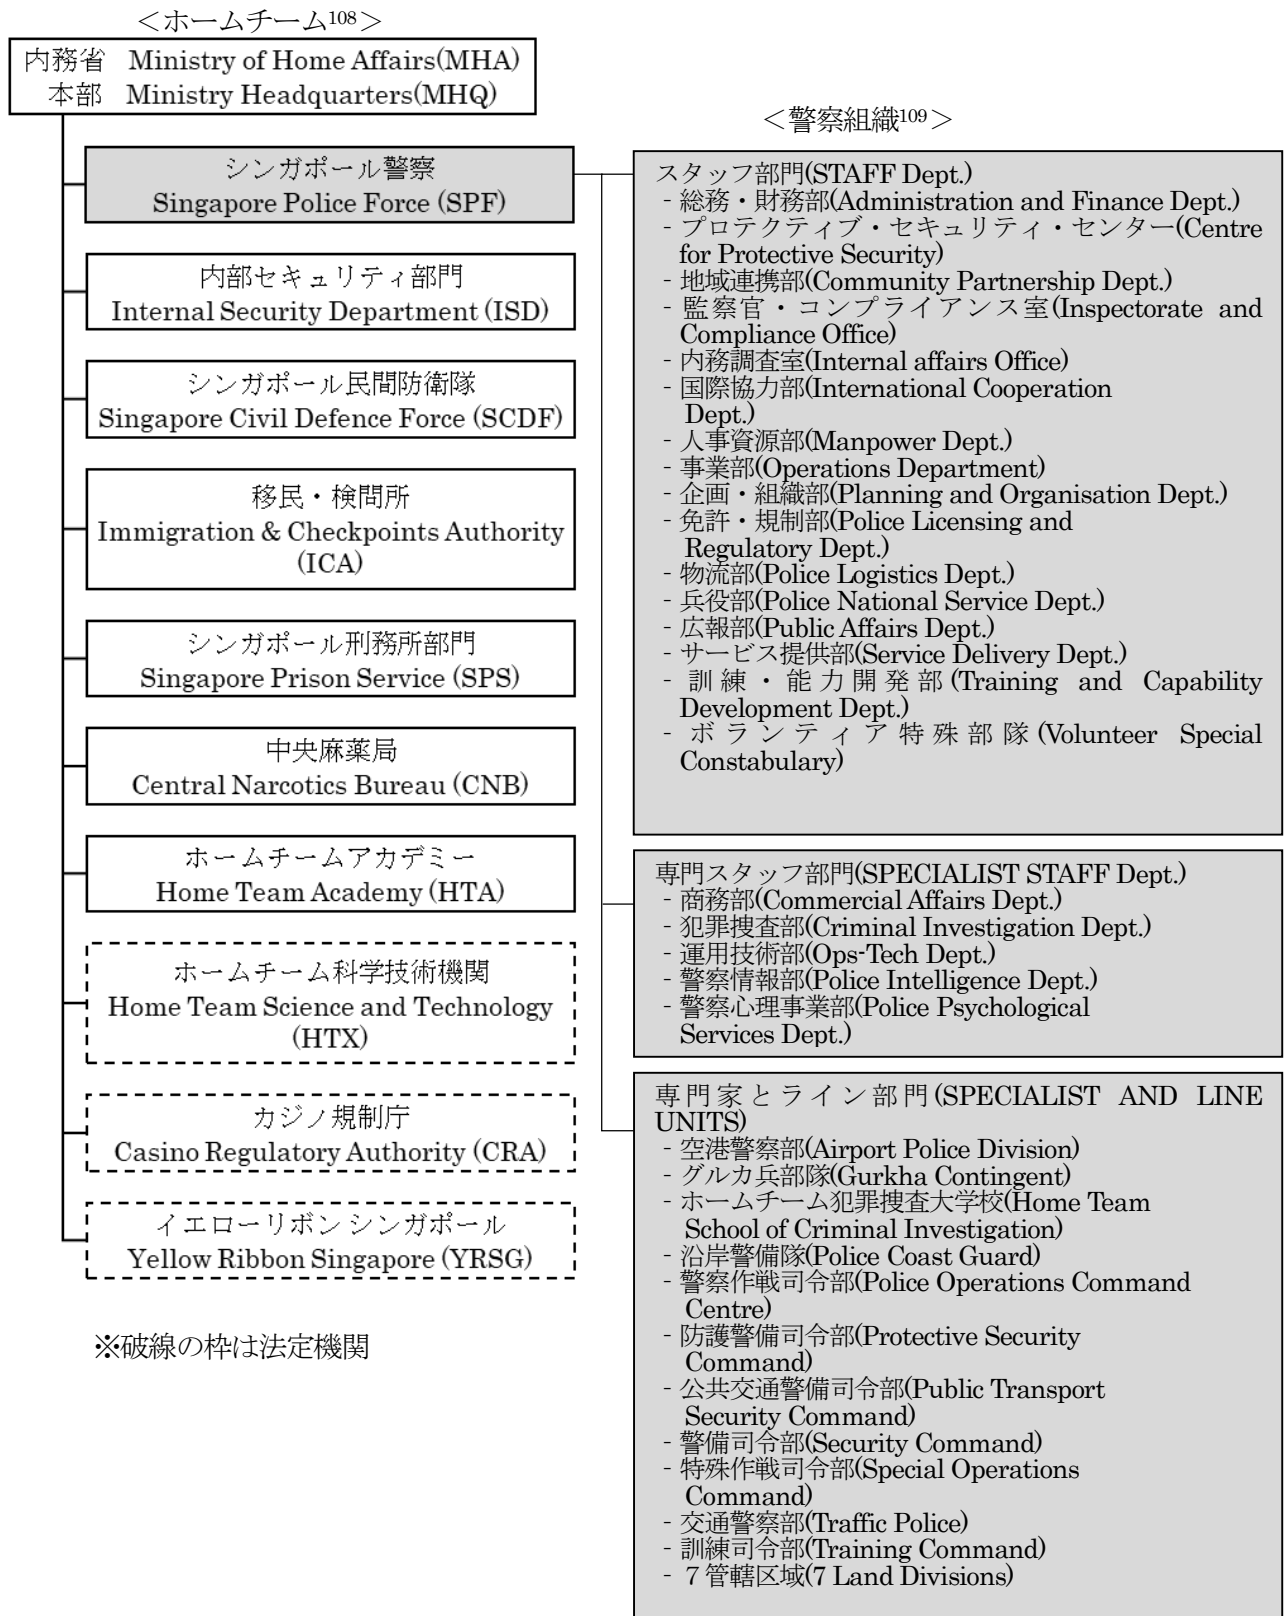 ＜ホームチーム108＞
内務省 Ministry of Home Affairs(MHA)
本部 Ministry Headquarters(MHQ)
シンガポール警察
Singapore Police Force (SPF)
内部セキュリティ部門
Internal Security Department (ISD)
シンガポール民間防衛隊
Singapore Civil Defence Force (SCDF)
移民・検問所
Immigration & Checkpoints Authority
(ICA)
シンガポール刑務所部門
Singapore Prison Service (SPS)
中央麻薬局
Central Narcotics Bureau (CNB)
ホームチームアカデミー
Home Team Academy (HTA)
ホームチーム科学技術機関
Home Team Science and Technology
(HTX)
カジノ規制庁
Casino Regulatory Authority (CRA)
イエローリボン シンガポール
Yellow Ribbon Singapore (YRSG)
※破線の枠は法定機関
＜警察組織109＞
スタッフ部門(STAFF Dept.)
- 総務・財務部(Administration and Finance Dept.)
- プロテクティブ・セキュリティ・センター(Centre
for Protective Security)
- 地域連携部(Community Partnership Dept.)
- 監察官・コンプライアンス室(Inspectorate and
Compliance Office)
- 内務調査室(Internal affairs Office)
- 国際協力部(International Cooperation
Dept.)
- 人事資源部(Manpower Dept.)
- 事業部(Operations Department)
- 企画・組織部(Planning and Organisation Dept.)
- 免許・規制部(Police Licensing and
Regulatory Dept.)
- 物流部(Police Logistics Dept.)
- 兵役部(Police National Service Dept.)
- 広報部(Public Affairs Dept.)
- サービス提供部(Service Delivery Dept.)
- 訓練・能力開発部(Training and Capability
Development Dept.)
- ボランティア特殊部隊(Volunteer Special
Constabulary)
専門スタッフ部門(SPECIALIST STAFF Dept.)
- 商務部(Commercial Affairs Dept.)
- 犯罪捜査部(Criminal Investigation Dept.)
- 運用技術部(Ops-Tech Dept.)
- 警察情報部(Police Intelligence Dept.)
- 警察心理事業部(Police Psychological
Services Dept.)
専門家とライン部門(SPECIALIST AND LINE
UNITS)
- 空港警察部(Airport Police Division)
- グルカ兵部隊(Gurkha Contingent)
- ホームチーム犯罪捜査大学校(Home Team
School of Criminal Investigation)
- 沿岸警備隊(Police Coast Guard)
- 警察作戦司令部(Police Operations Command
Centre)
- 防護警備司令部(Protective Security
Command)
- 公共交通警備司令部(Public Transport
Security Command)
- 警備司令部(Security Command)
- 特殊作戦司令部(Special Operations
Command)
- 交通警察部(Traffic Police)
- 訓練司令部(Training Command)
- ７管轄区域(7 Land Divisions)